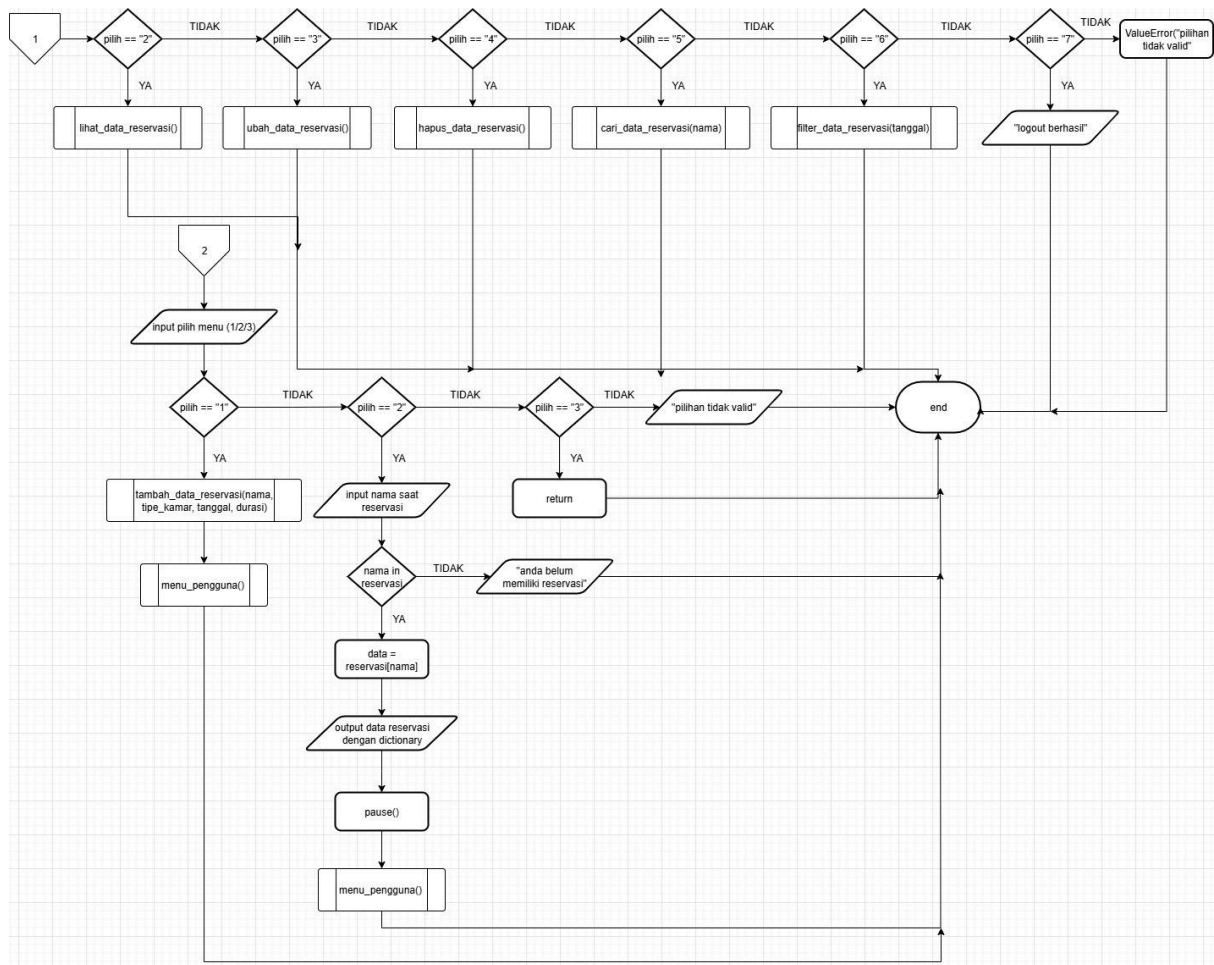 1
pilih == "2"
TIDAK
pilih == "3"
TIDAK
pilih == "4"
TIDAK
pilih == "5"
TIDAK
pilih == "6"
TIDAK
pilih == "7"
TIDAK
ValueError("pilihan
tidak valid"
YA
YA
YA
YA
YA
YA
lihat_data_reservasi()
ubah_data_reservasi()
hapus_data_reservasi()
cari_data_reservasi(nama)
filter_data_reservasi(tanggal)
"logout berhasil"
2
input pilih menu (1/2/3)
pilih == "1"
TIDAK
pilih == "2"
TIDAK
pilih == "3"
TIDAK
"pilihan tidak valid"
end
YA
YA
YA
tambah_data_reservasi(nama,
tipe_kamar, tanggal, durasi)
input nama saat
reservasi
return
menu_pengguna()
nama in
reservasi
TIDAK
"anda belum
memiliki reservasi"
YA
data =
reservasi[nama]
output data reservasi
dengan dictionary
pause()
menu_pengguna()